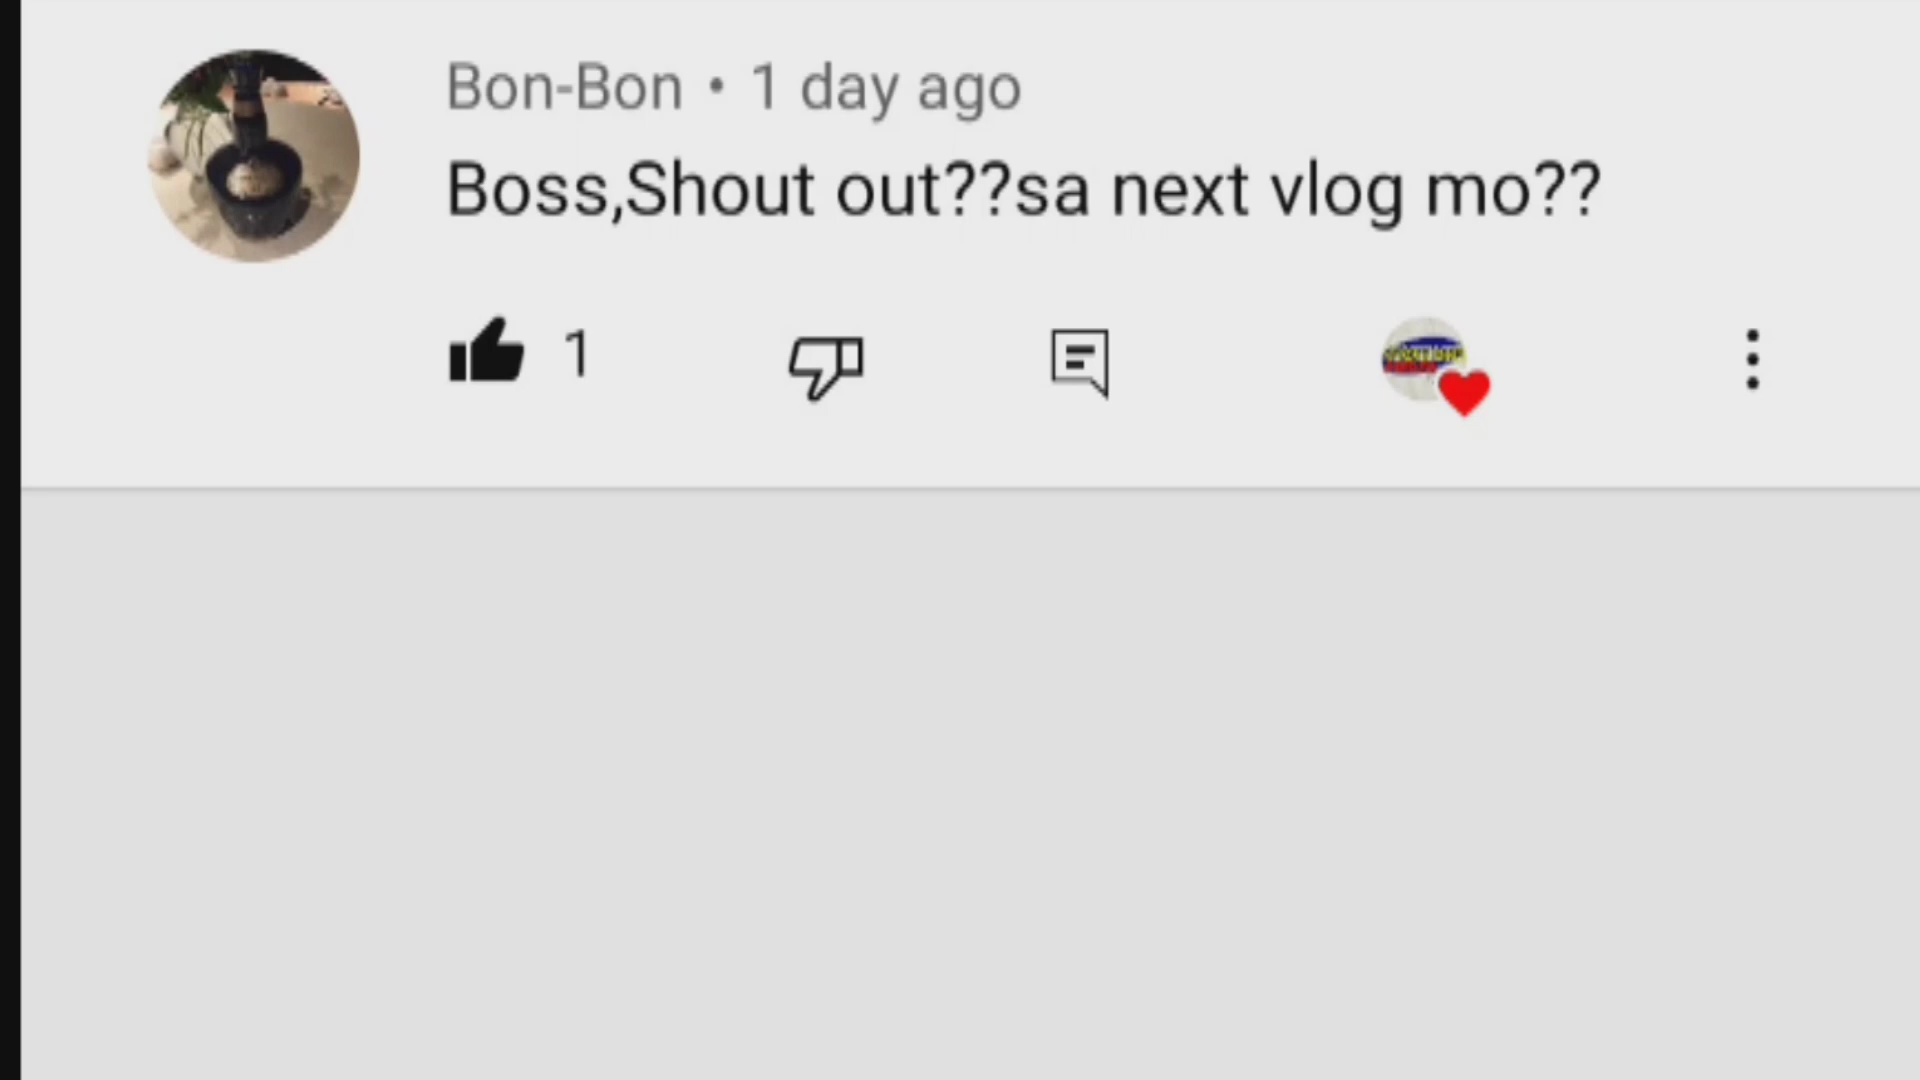 Bon-Bon • 1 day ago
Boss,Shout out??sa next vlog mo??
1